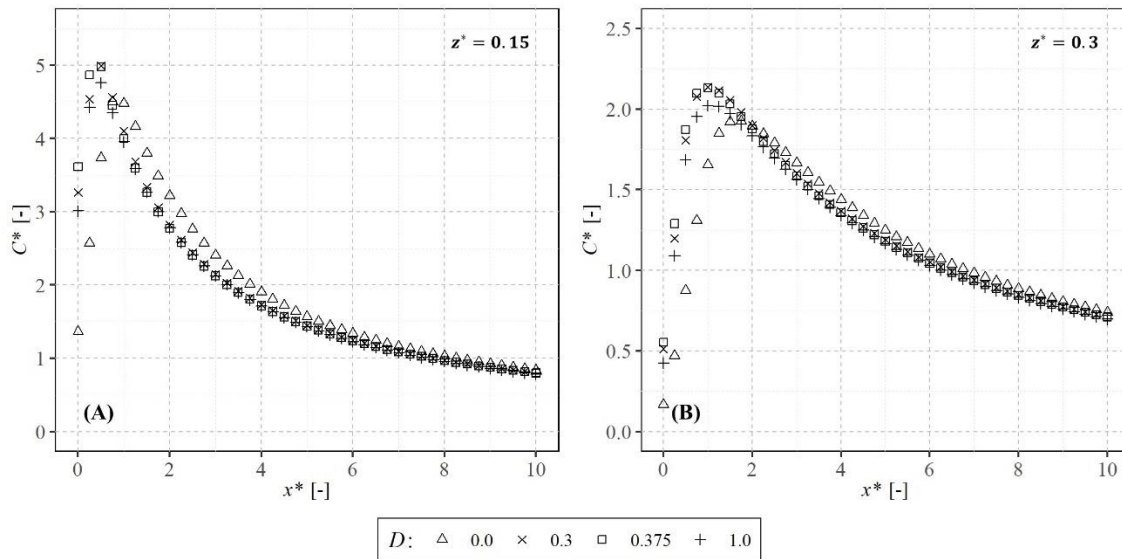 z* = 0.15
5
4
3
2
1
0
C* [-]
(A)
0 2 4 6 8 10
x* [-]
z* = 0.3
2.5
2.0
1.5
1.0
0.5
0.0
C* [-]
(B)
0 2 4 6 8 10
x* [-]
D: △ 0.0 × 0.3 □ 0.375 + 1.0